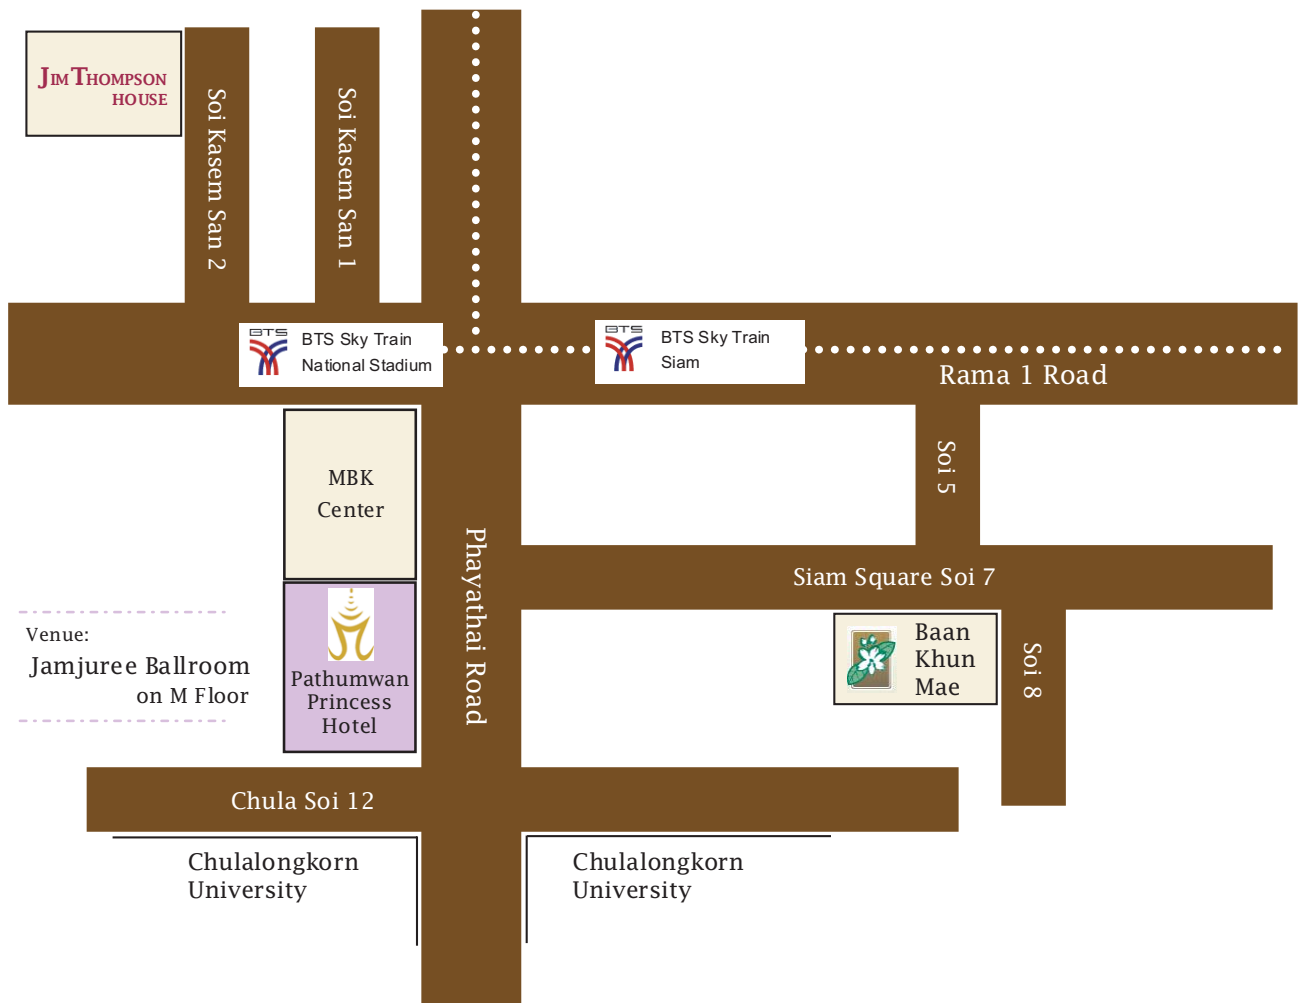 JIM THOMPSON
HOUSE
Soi Kasem San 2
Soi Kasem San 1
BTS
BTS Sky Train
National Stadium
BTS
BTS Sky Train
Siam
Rama 1 Road
MBK
Center
Soi 5
Phayathai Road
Siam Square Soi 7
Venue:
Jamjuree Ballroom
on M Floor
Pathumwan
Princess
Hotel
Baan
Khun
Mae
Soi 8
Chula Soi 12
Chulalongkorn
University
Chulalongkorn
University